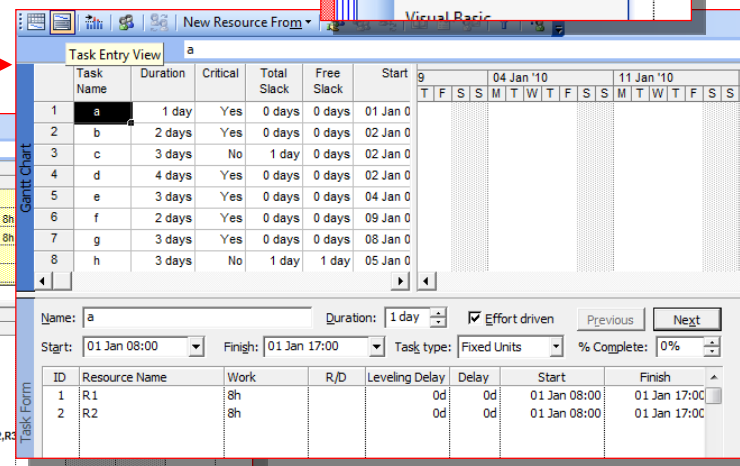 Visual Basic
New Resource From
Task Entry View
a
Task Name Duration Critical Total Slack Free Slack Start
9 04 Jan '10 11 Jan '10
T F S S M T W T F S S M T W T F S S
1 a 1 day Yes 0 days 0 days 01 Jan 0
2 b 2 days Yes 0 days 0 days 02 Jan 0
3 c 3 days No 1 day 0 days 02 Jan 0
4 d 4 days Yes 0 days 0 days 02 Jan 0
5 e 3 days Yes 0 days 0 days 04 Jan 0
6 f 2 days Yes 0 days 0 days 09 Jan 0
7 g 3 days Yes 0 days 0 days 08 Jan 0
8 h 3 days No 1 day 1 day 05 Jan 0
Gantt Chart
8h
8h
Name: a Duration: 1 day Effort driven Previous Next
Start: 01 Jan 08:00 Finish: 01 Jan 17:00 Task type: Fixed Units % Complete: 0%
ID Resource Name Work R/D Leveling Delay Delay Start Finish
1 R1 8h 0d 0d 01 Jan 08:00 01 Jan 17:00
2 R2 8h 0d 0d 01 Jan 08:00 01 Jan 17:00
Task Form
2,R3